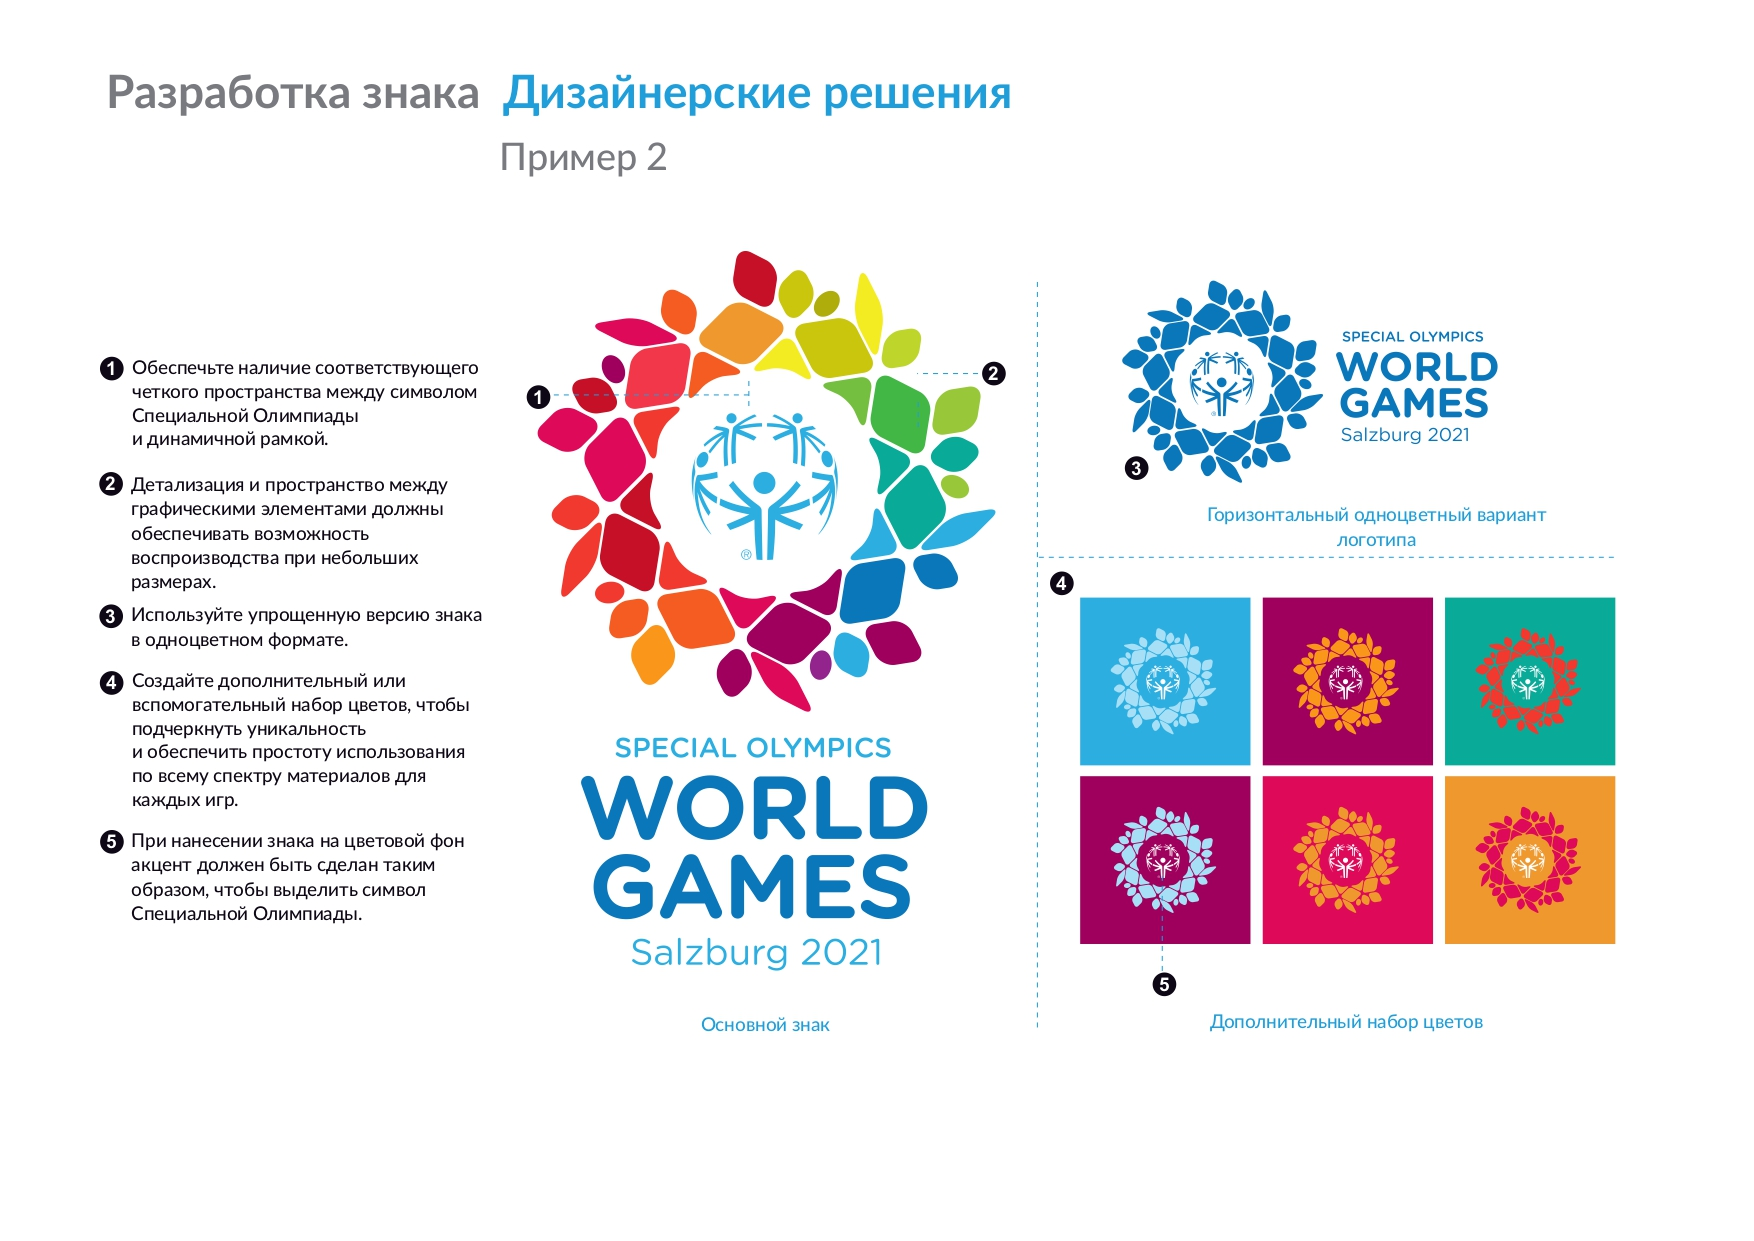 Разработка знака Дизайнерские решения
Пример 2
1 Обеспечьте наличие соответствующего
четкого пространства между символом
Специальной Олимпиады
и динамичной рамкой.
2 Детализация и пространство между
графическими элементами должны
обеспечивать возможность
воспроизводства при небольших
размерах.
3 Используйте упрощенную версию знака
в одноцветном формате.
4 Создайте дополнительный или
вспомогательный набор цветов, чтобы
подчеркнуть уникальность
и обеспечить простоту использования
по всему спектру материалов для
каждых игр.
5 При нанесении знака на цветовой фон
акцент должен быть сделан таким
образом, чтобы выделить символ
Специальной Олимпиады.
1
2
®
SPECIAL OLYMPICS
WORLD
GAMES
Salzburg 2021
Основной знак
SPECIAL OLYMPICS
WORLD
GAMES
Salzburg 2021
®
3
Горизонтальный одноцветный вариант
логотипа
4
5
Дополнительный набор цветов